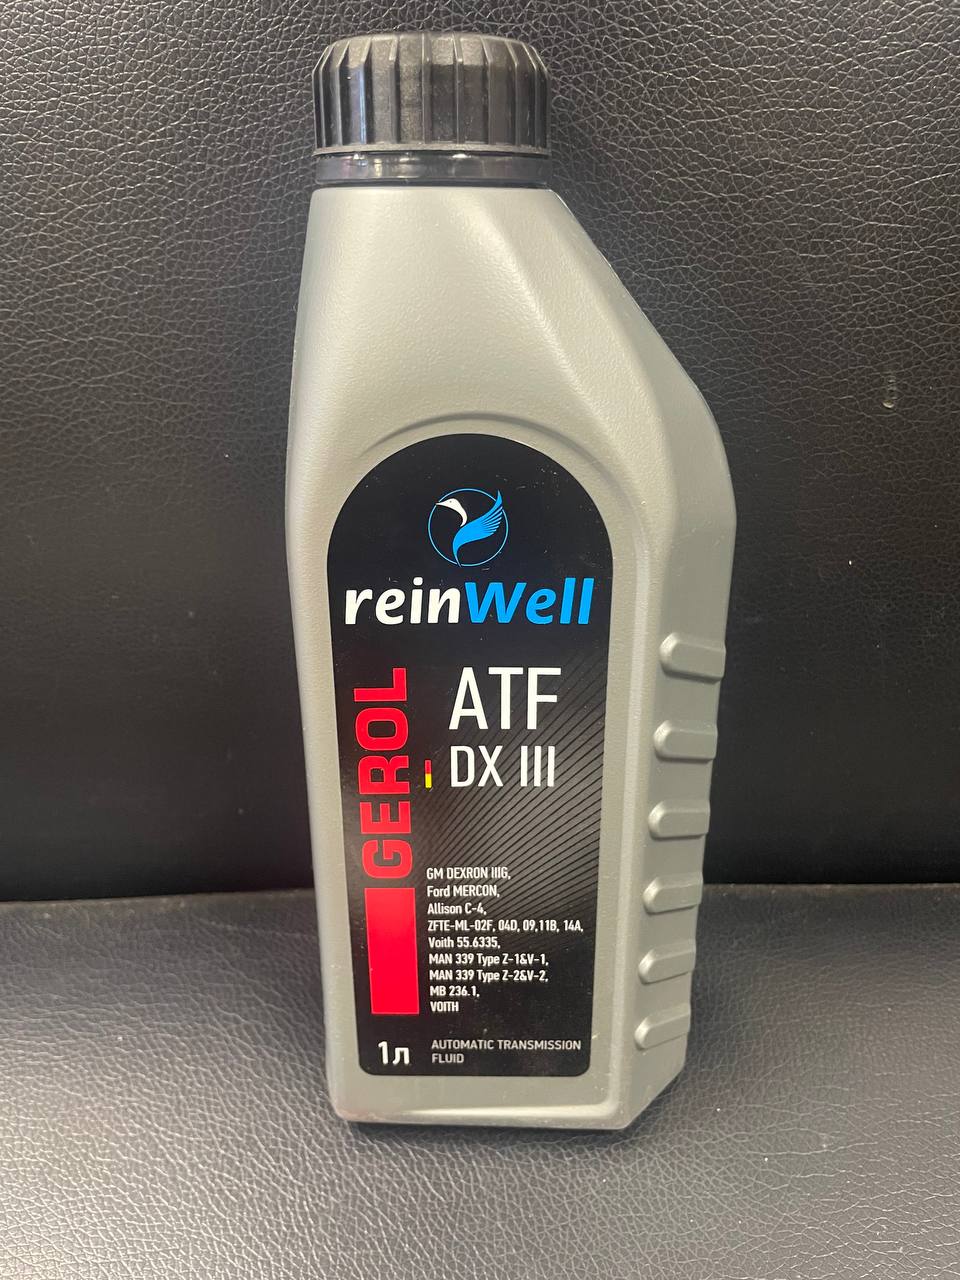 reinWell
GEROL
ATF
DX III
GM DEXRON IIIG,
Ford MERCON,
Allison C-4,
ZFTE-ML-02F, 04D, 09,11B, 14A,
Voith 55.6335,
MAN 339 Type Z-1&V-1,
MAN 339 Type Z-2&V-2,
MB 236.1,
VOITH
1л
AUTOMATIC TRANSMISSION
FLUID